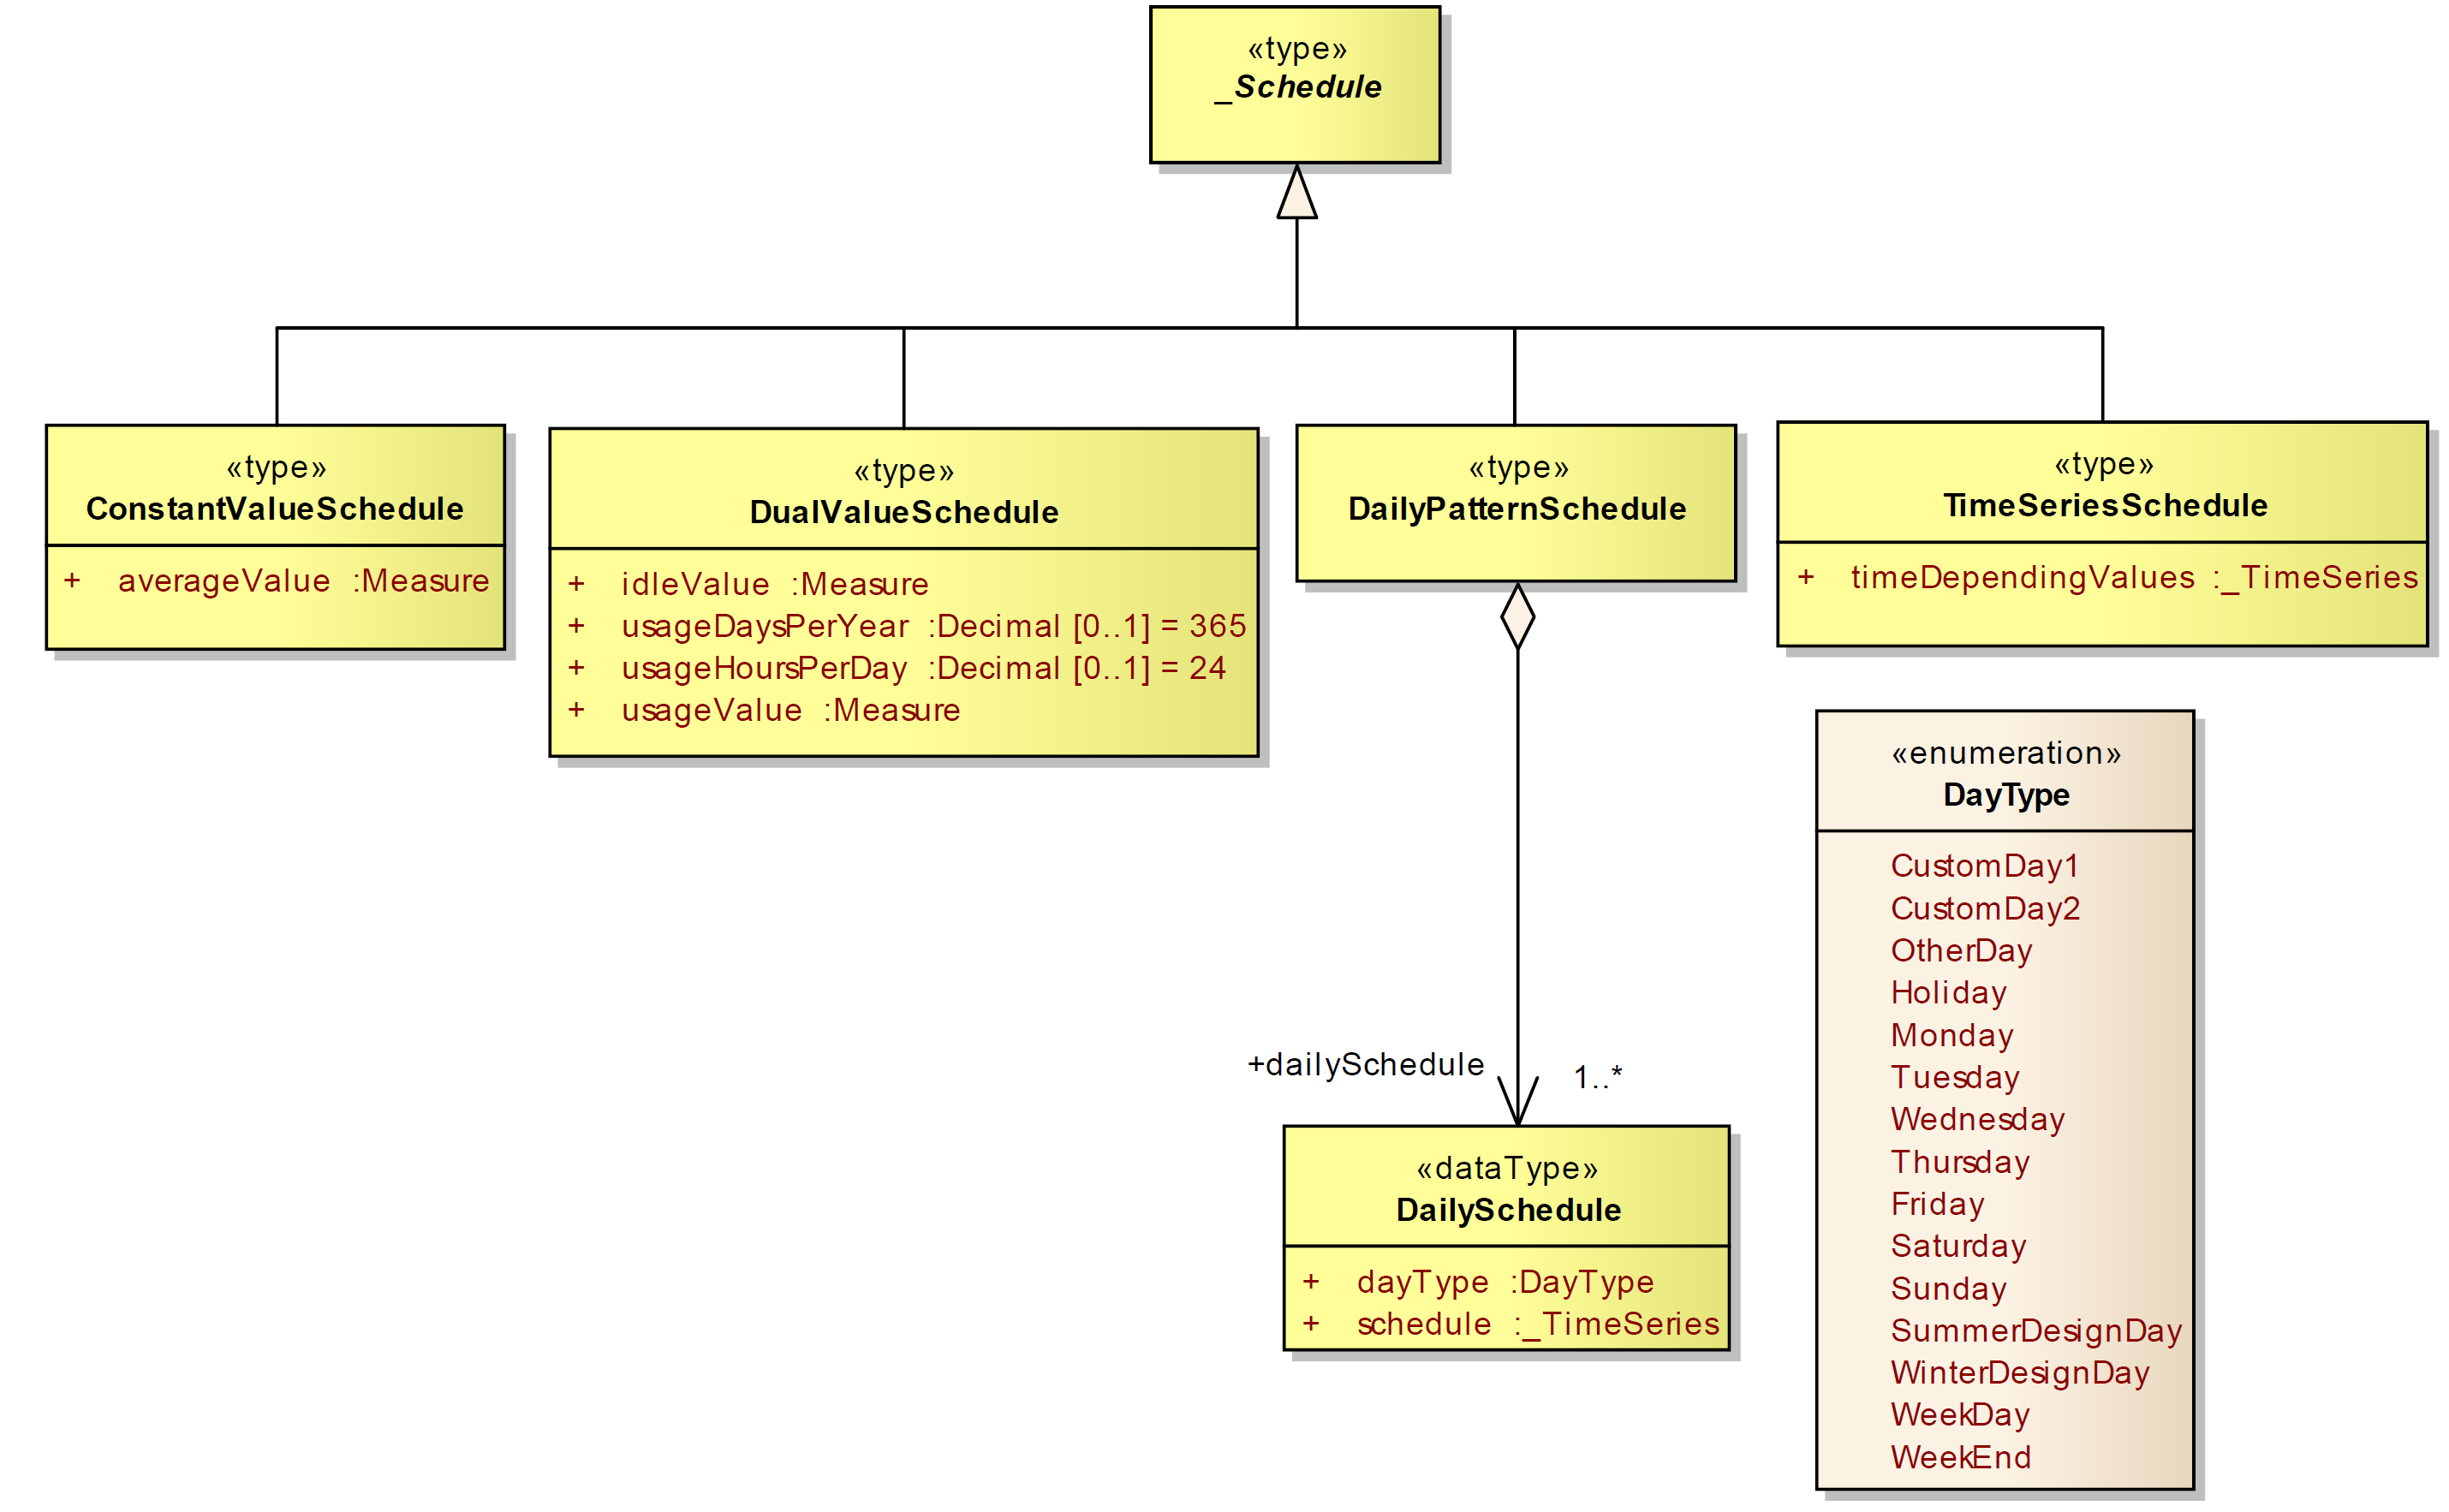 «type»
_Schedule
«type»
ConstantValueSchedule
+ averageValue :Measure
«type»
DualValueSchedule
+ idleValue :Measure
+ usageDaysPerYear :Decimal [0..1] = 365
+ usageHoursPerDay :Decimal [0..1] = 24
+ usageValue :Measure
«type»
DailyPatternSchedule
«type»
TimeSeriesSchedule
+ timeDependingValues :_TimeSeries
+dailySchedule
1..*
«dataType»
DailySchedule
+ dayType :DayType
+ schedule :_TimeSeries
«enumeration»
DayType
CustomDay1
CustomDay2
OtherDay
Holiday
Monday
Tuesday
Wednesday
Thursday
Friday
Saturday
Sunday
SummerDesignDay
WinterDesignDay
WeekDay
WeekEnd